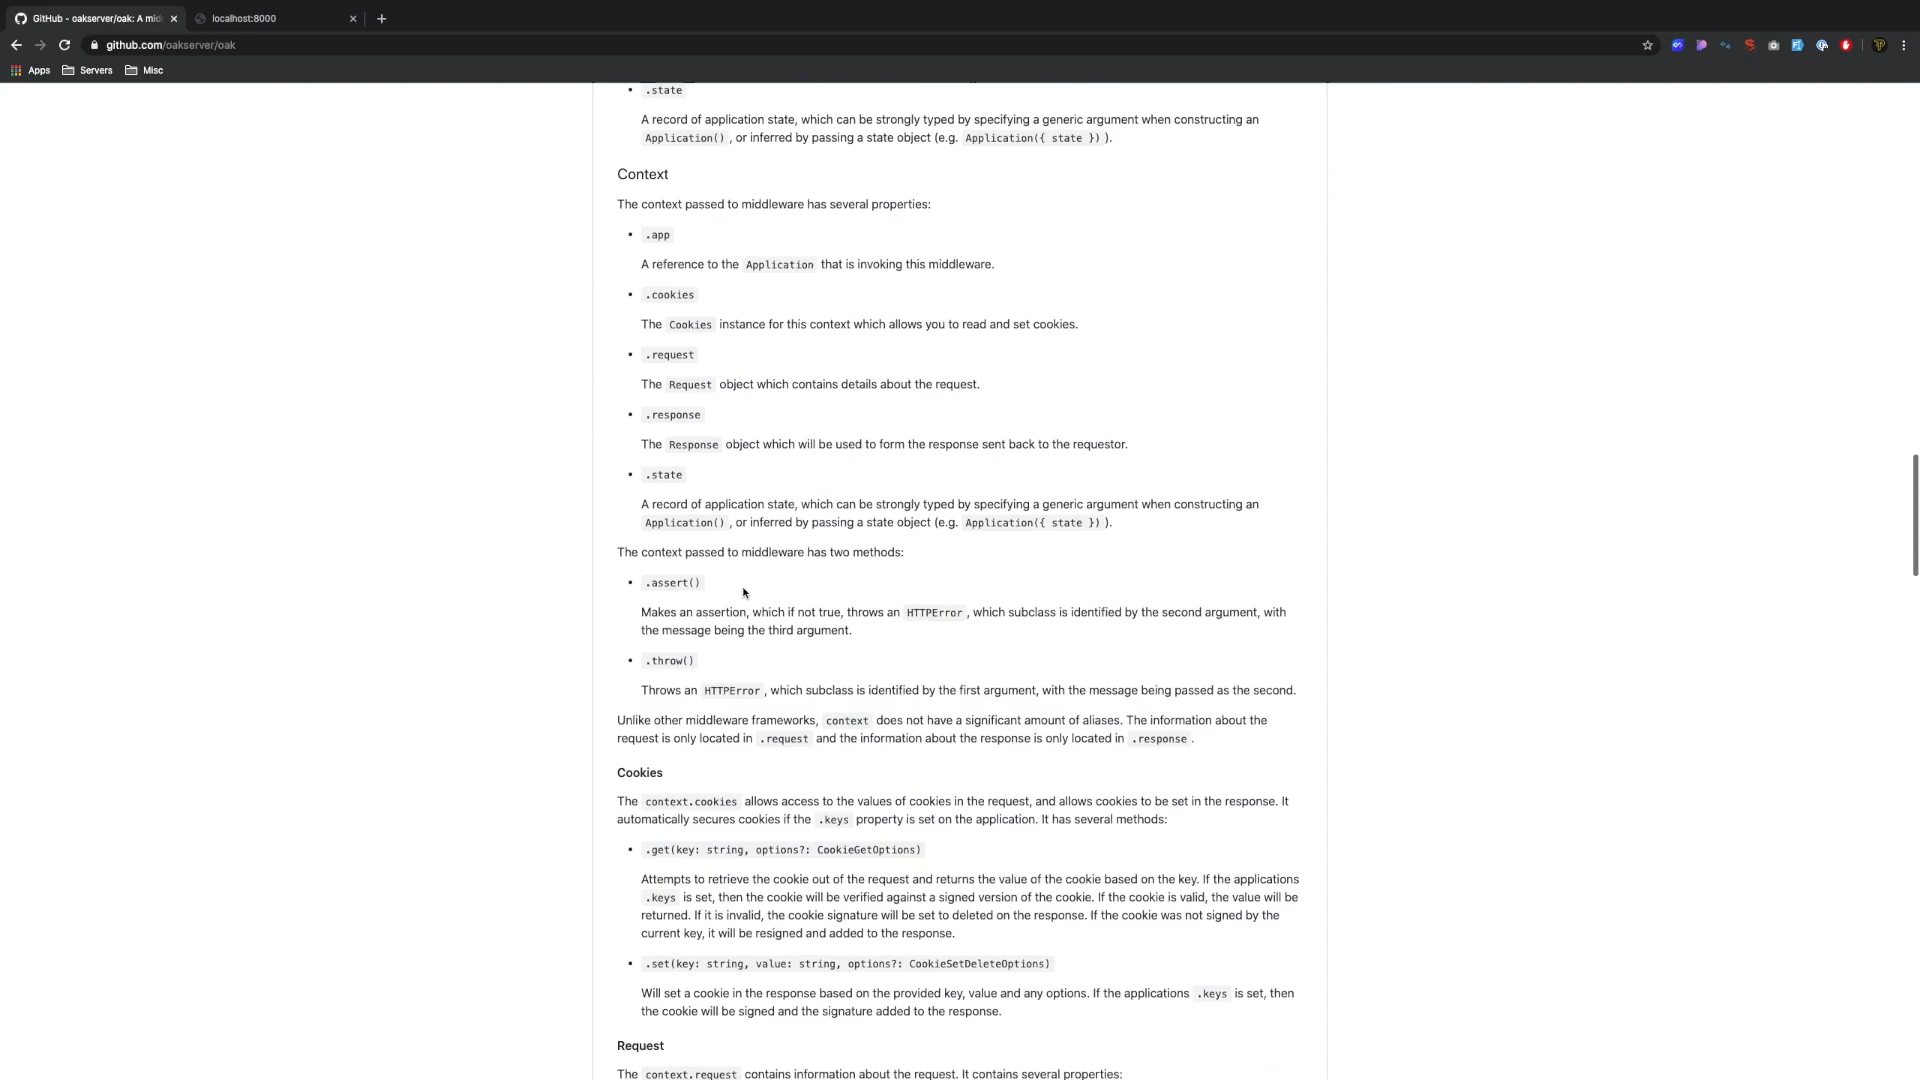 GitHub - oakserver/oak: A mid
localhost:8000
github.com/oakserver/oak
Apps
Servers
Misc
• .state
A record of application state, which can be strongly typed by specifying a generic argument when constructing an
Application() , or inferred by passing a state object (e.g. Application({ state }) ).
Context
The context passed to middleware has several properties:
• .app
A reference to the Application that is invoking this middleware.
• .cookies
The Cookies instance for this context which allows you to read and set cookies.
• .request
The Request object which contains details about the request.
• .response
The Response object which will be used to form the response sent back to the requestor.
• .state
A record of application state, which can be strongly typed by specifying a generic argument when constructing an
Application() , or inferred by passing a state object (e.g. Application({ state }) ).
The context passed to middleware has two methods:
• .assert()
Makes an assertion, which if not true, throws an HTTPError , which subclass is identified by the second argument, with
the message being the third argument.
• .throw()
Throws an HTTPError , which subclass is identified by the first argument, with the message being passed as the second.
Unlike other middleware frameworks, context does not have a significant amount of aliases. The information about the
request is only located in .request and the information about the response is only located in .response .
Cookies
The context.cookies allows access to the values of cookies in the request, and allows cookies to be set in the response. It
automatically secures cookies if the .keys property is set on the application. It has several methods:
• .get(key: string, options?: CookieGetOptions)
Attempts to retrieve the cookie out of the request and returns the value of the cookie based on the key. If the applications
.keys is set, then the cookie will be verified against a signed version of the cookie. If the cookie is valid, the value will be
returned. If it is invalid, the cookie signature will be set to deleted on the response. If the cookie was not signed by the
current key, it will be resigned and added to the response.
• .set(key: string, value: string, options?: CookieSetDeleteOptions)
Will set a cookie in the response based on the provided key, value and any options. If the applications .keys is set, then
the cookie will be signed and the signature added to the response.
Request
The context.request contains information about the request. It contains several properties: